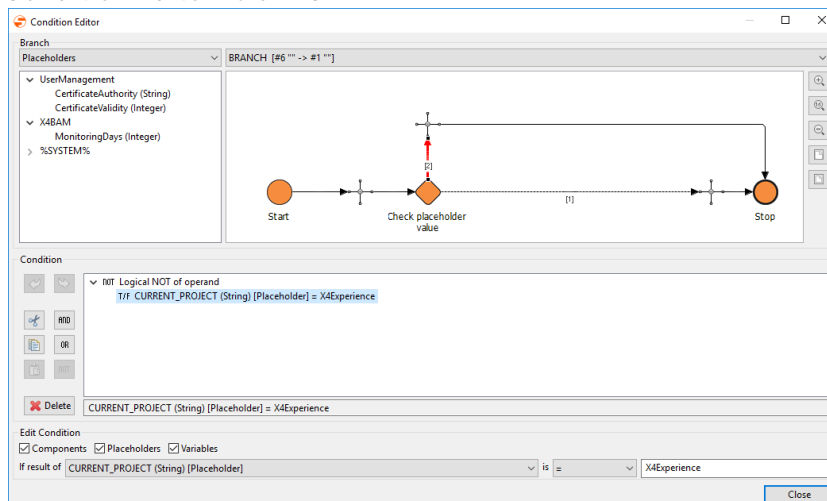 Condition Editor
Branch
Placeholders
BRANCH [#6 "" -> #1 ""]
UserManagement
CertificateAuthority (String)
CertificateValidity (Integer)
X4BAM
MonitoringDays (Integer)
%SYSTEM%
[2]
[1]
Start
Check placeholder
value
Stop
Condition
NOT Logical NOT of operand
T/F CURRENT_PROJECT (String) [Placeholder] = X4Experience
AND
OR
NOT
Delete
CURRENT_PROJECT (String) [Placeholder] = X4Experience
Edit Condition
Components Placeholders Variables
If result of CURRENT_PROJECT (String) [Placeholder] is = X4Experience
Close